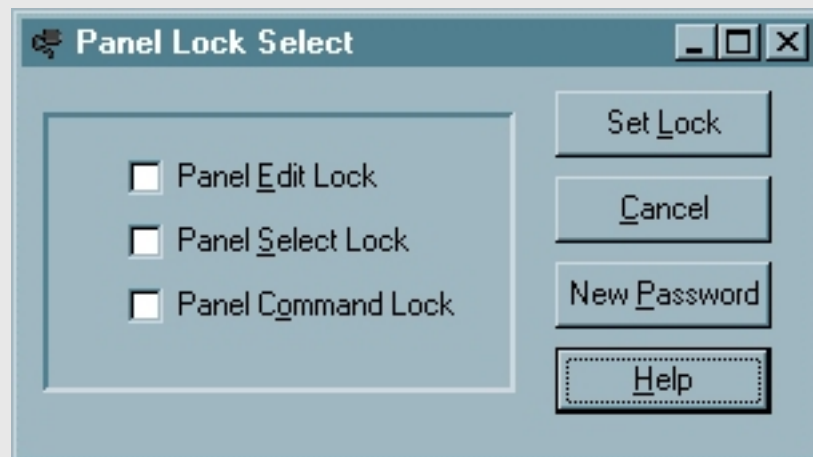 Panel Lock Select
Panel Edit Lock
Panel Select Lock
Panel Command Lock
Set Lock
Cancel
New Password
Help